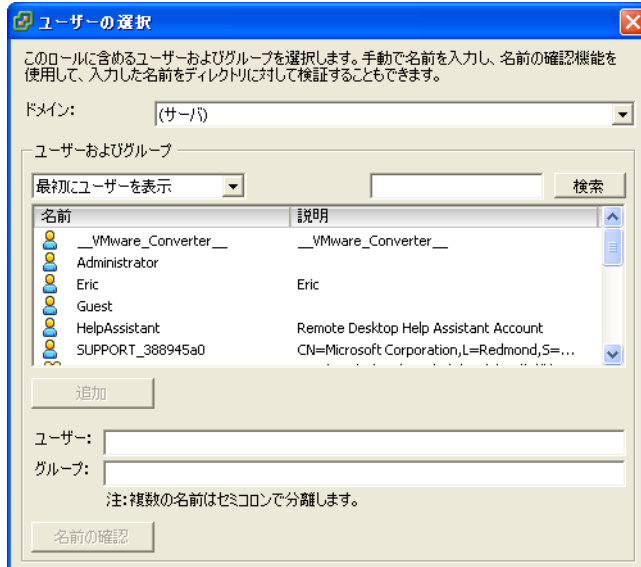 ユーザーの選択
このロールに含めるユーザーおよびグループを選択します。手動で名前を入力し、名前の確認機能を
使用して、入力した名前をディレクトリに対して検証することもできます。
ドメイン: (サーバ)
ユーザーおよびグループ
最初にユーザーを表示 検索
名前 説明
__VMware_Converter__ __VMware_Converter__
Administrator
Eric Eric
Guest
HelpAssistant Remote Desktop Help Assistant Account
SUPPORT_388945a0 CN=Microsoft Corporation,L=Redmond,S=...
追加
ユーザー:
グループ:
注:複数の名前はセミコロンで分離します。
名前の確認